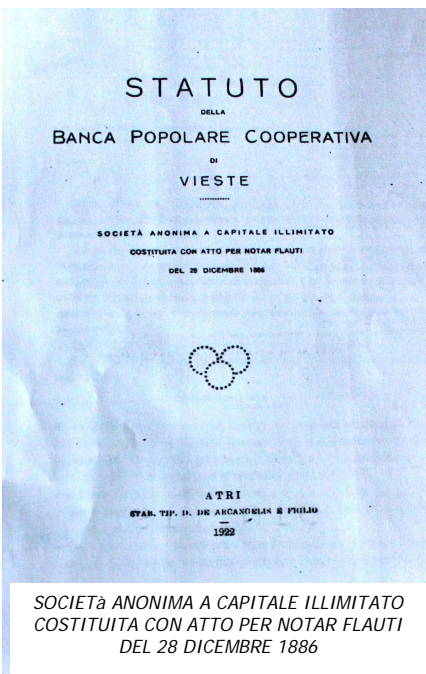 STATUTO
DELLA
BANCA POPOLARE COOPERATIVA
DI
VIESTE
SOCIETÀ ANONIMA A CAPITALE ILLIMITATO
COSTITUITA CON ATTO PER NOTAR FLAUTI
DEL 28 DICEMBRE 1886
ATRI
STAB. TIP. D. DE ARCANGELIS E FIGLIO
1922
SOCIETà ANONIMA A CAPITALE ILLIMITATO
COSTITUITA CON ATTO PER NOTAR FLAUTI
DEL 28 DICEMBRE 1886